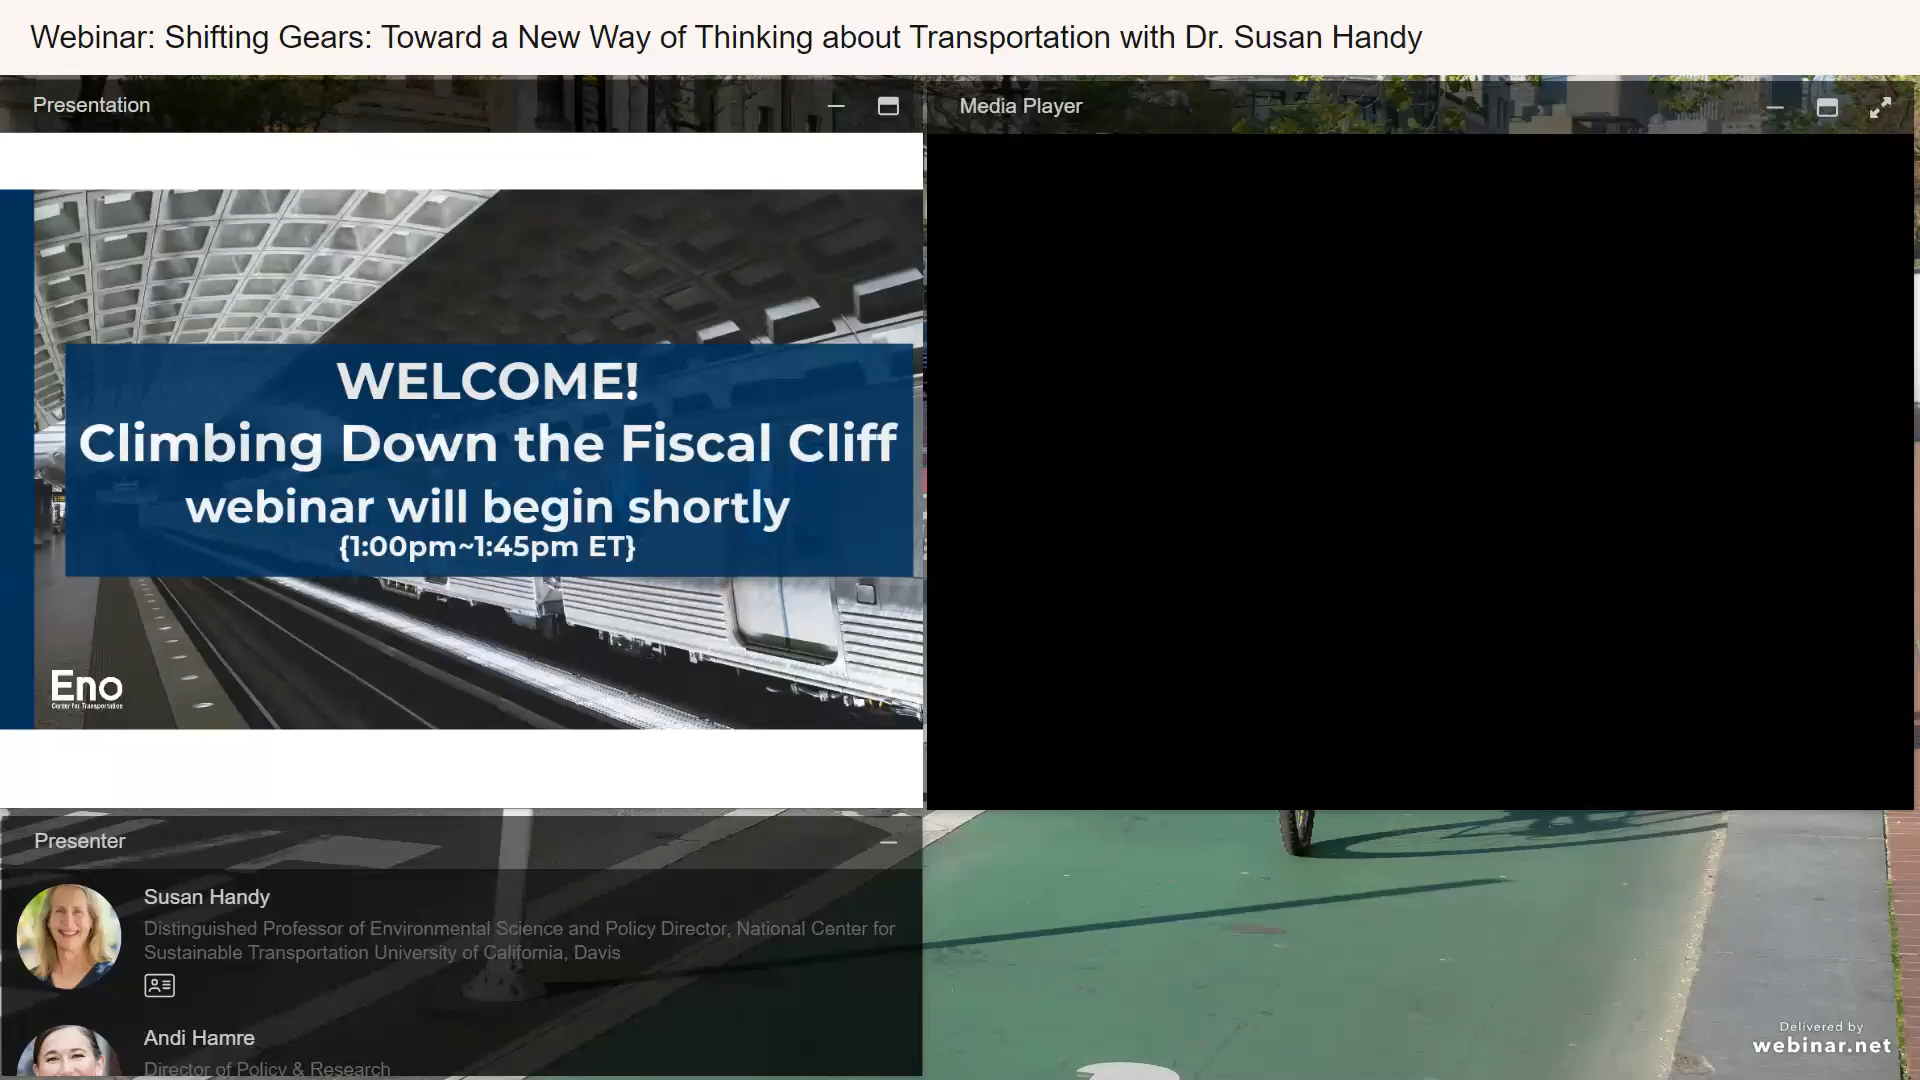 Webinar: Shifting Gears: Toward a New Way of Thinking about Transportation with Dr. Susan Handy
Presentation
Media Player
WELCOME!
Climbing Down the Fiscal Cliff
webinar will begin shortly
{1:00pm~1:45pm ET}
Eno
Center for Transportation
Presenter
Susan Handy
Distinguished Professor of Environmental Science and Policy Director, National Center for
Sustainable Transportation University of California, Davis
Andi Hamre
Director of Policy & Research
Delivered by
webinar.net